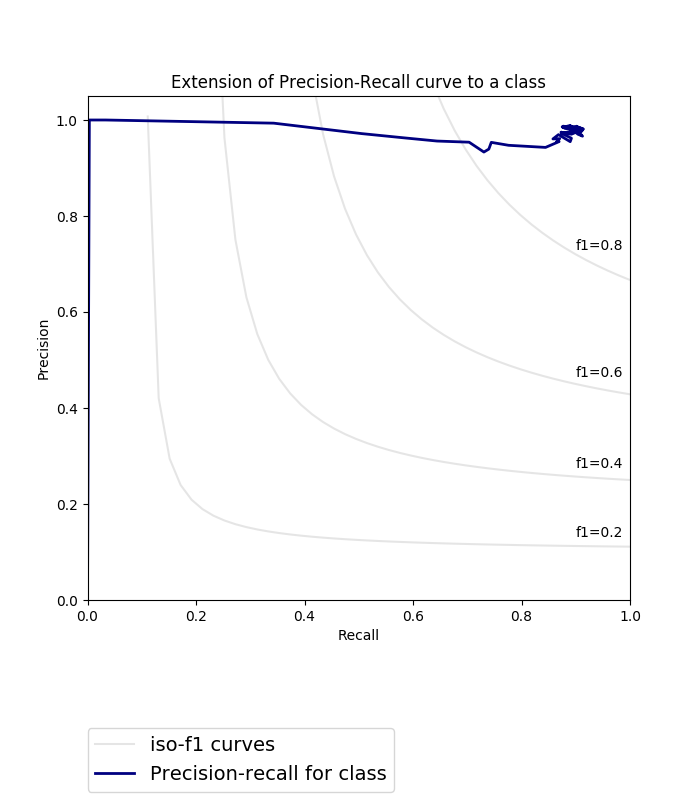 Extension of Precision-Recall curve to a class
1.0
0.8
0.6
0.4
0.2
0.0
Precision
f1=0.8
f1=0.6
f1=0.4
f1=0.2
0.0 0.2 0.4 0.6 0.8 1.0
Recall
iso-f1 curves
Precision-recall for class